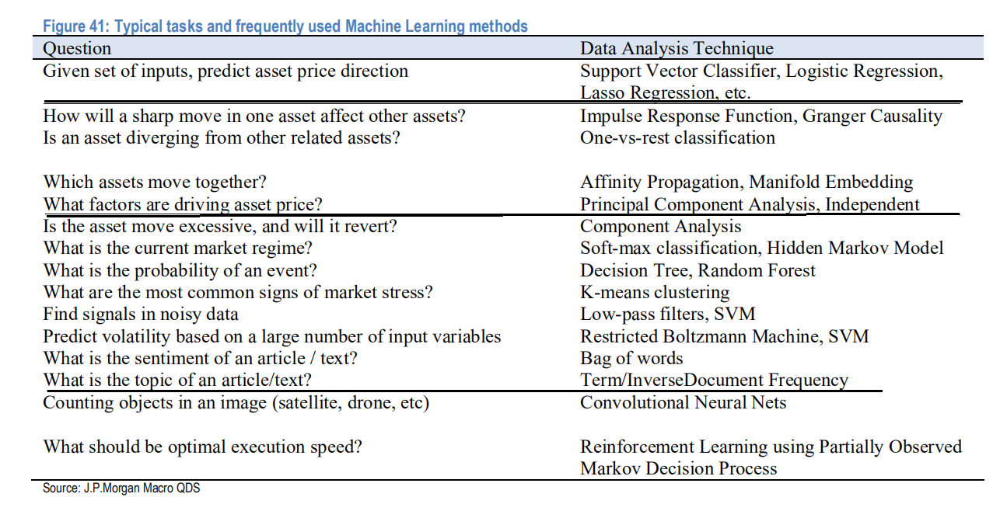 Figure 41: Typical tasks and frequently used Machine Learning methods
Question Data Analysis Technique
Given set of inputs, predict asset price direction Support Vector Classifier, Logistic Regression,
Lasso Regression, etc.
How will a sharp move in one asset affect other assets? Impulse Response Function, Granger Causality
Is an asset diverging from other related assets? One-vs-rest classification
Which assets move together? Affinity Propagation, Manifold Embedding
What factors are driving asset price? Principal Component Analysis, Independent
Is the asset move excessive, and will it revert? Component Analysis
What is the current market regime? Soft-max classification, Hidden Markov Model
What is the probability of an event? Decision Tree, Random Forest
What are the most common signs of market stress? K-means clustering
Find signals in noisy data Low-pass filters, SVM
Predict volatility based on a large number of input variables Restricted Boltzmann Machine, SVM
What is the sentiment of an article / text? Bag of words
What is the topic of an article/text? Term/InverseDocument Frequency
Counting objects in an image (satellite, drone, etc) Convolutional Neural Nets
What should be optimal execution speed? Reinforcement Learning using Partially Observed
Markov Decision Process
Source: J.P.Morgan Macro QDS